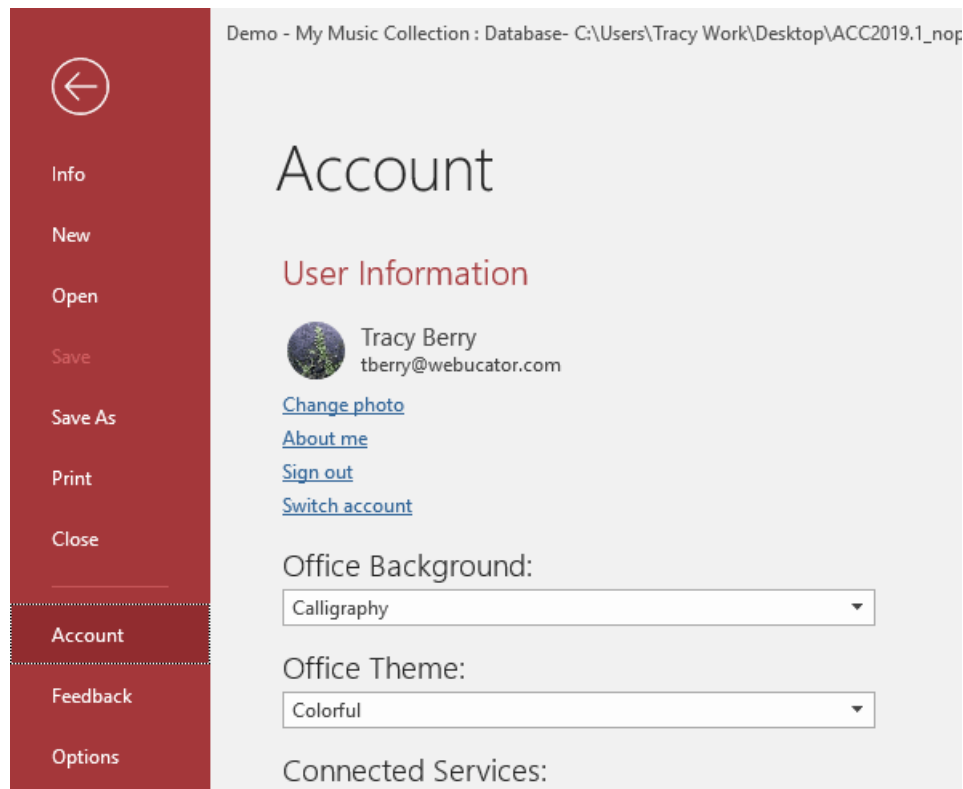 Demo - My Music Collection : Database- C:\Users\Tracy Work\Desktop\ACC2019.1_nop
Info
New
Open
Save
Save As
Print
Close
Account
Feedback
Options
Account
User Information
Tracy Berry
tberry@webucator.com
Change photo
About me
Sign out
Switch account
Office Background:
Calligraphy
Office Theme:
Colorful
Connected Services: